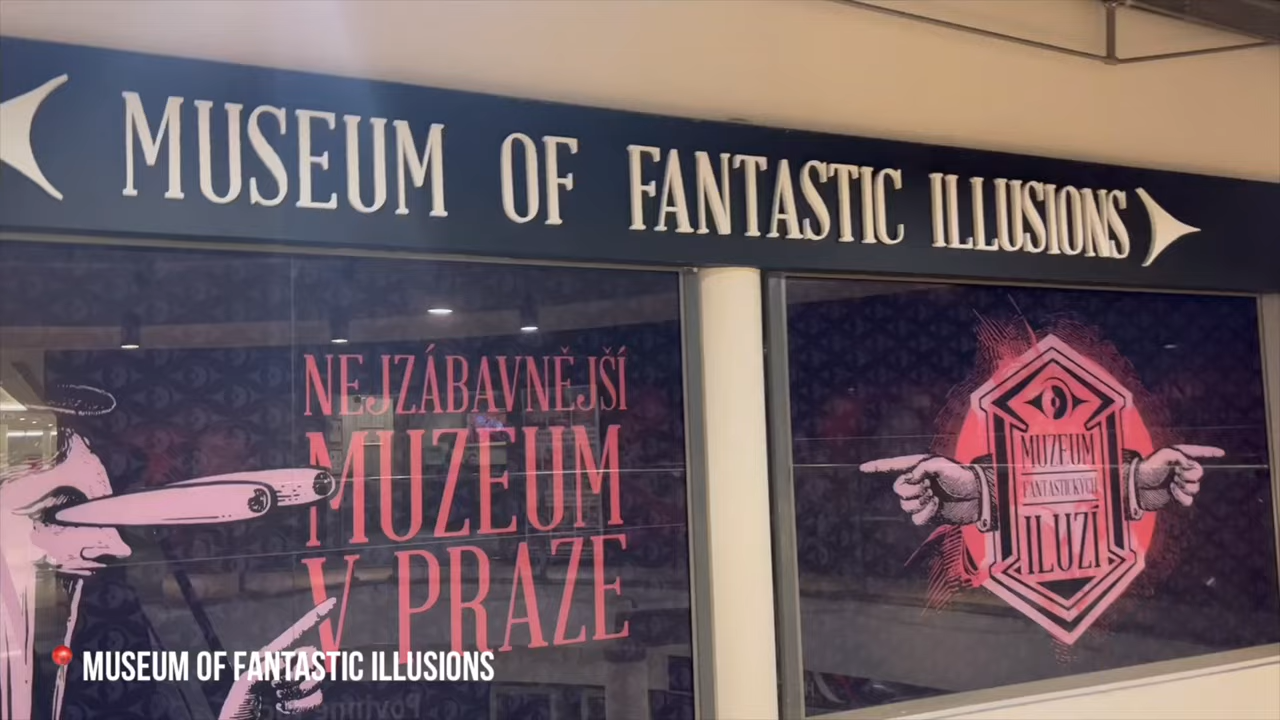 MUSEUM OF FANTASTIC ILLUSIONS
NEJZÁBAVNĚJŠÍ
MUZEUM
V PRAZE
MUZEUM
FANTASTICKÝCH
ILUZÍ
MUSEUM OF FANTASTIC ILLUSIONS